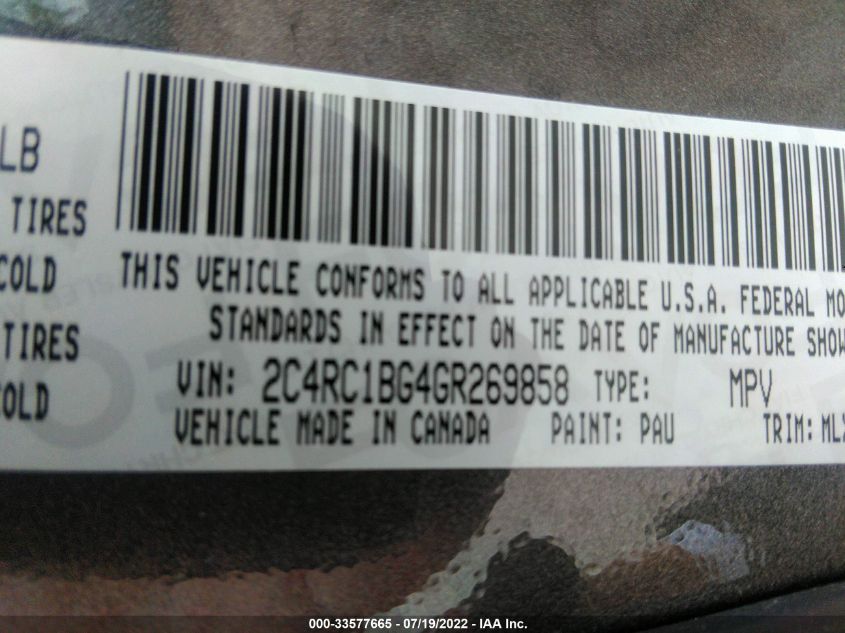 LB
TIRES
COLD
TIRES
COLD
THIS VEHICLE CONFORMS TO ALL APPLICABLE U.S.A. FEDERAL MO
STANDARDS IN EFFECT ON THE DATE OF MANUFACTURE SHOW
VIN: 2C4RC1BG4GR269858 TYPE: MPV
VEHICLE MADE IN CANADA PAINT: PAU TRIM: ML
000-33577665 - 07/19/2022 - IAA Inc.